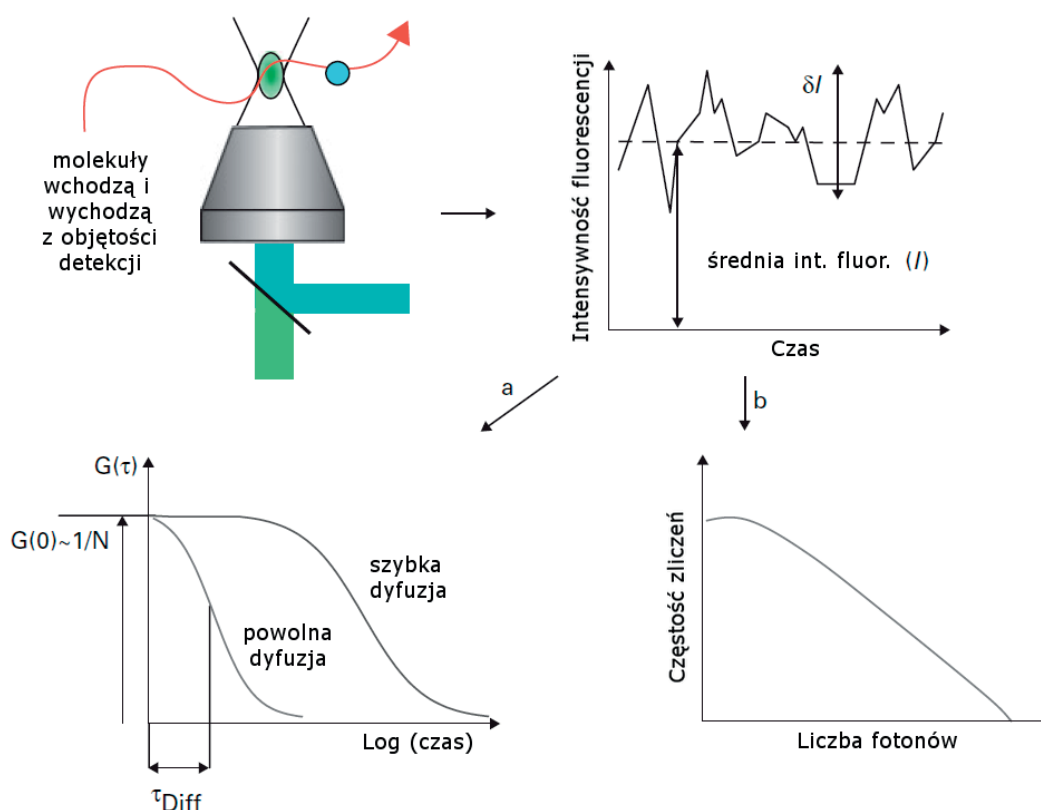 molekuły
wchodzą i
wychodzą
z objętości
detekcji
Intensywność fluorescencji
δI
średnia int. fluor. (I)
Czas
a
b
G(τ)
G(0)~1/N
szybka
dyfuzja
powolna
dyfuzja
Log (czas)
τDiff
Częstość zliczeń
Liczba fotonów